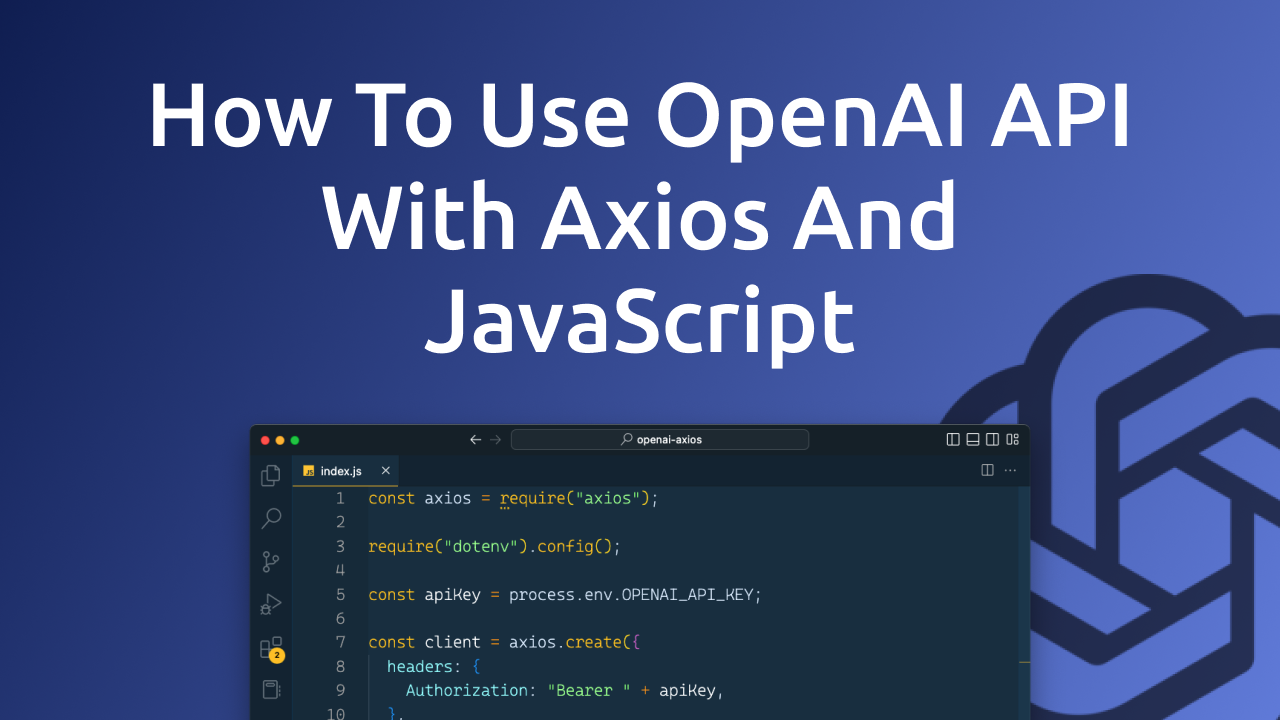 How To Use OpenAI API
With Axios And
JavaScript
openai-axios
JS index.js
1 const axios = require("axios");
2
3 require("dotenv").config();
4
5 const apiKey = process.env.OPENAI_API_KEY;
6
7 const client = axios.create({
8 headers: {
9 Authorization: "Bearer " + apiKey,
10 },
2